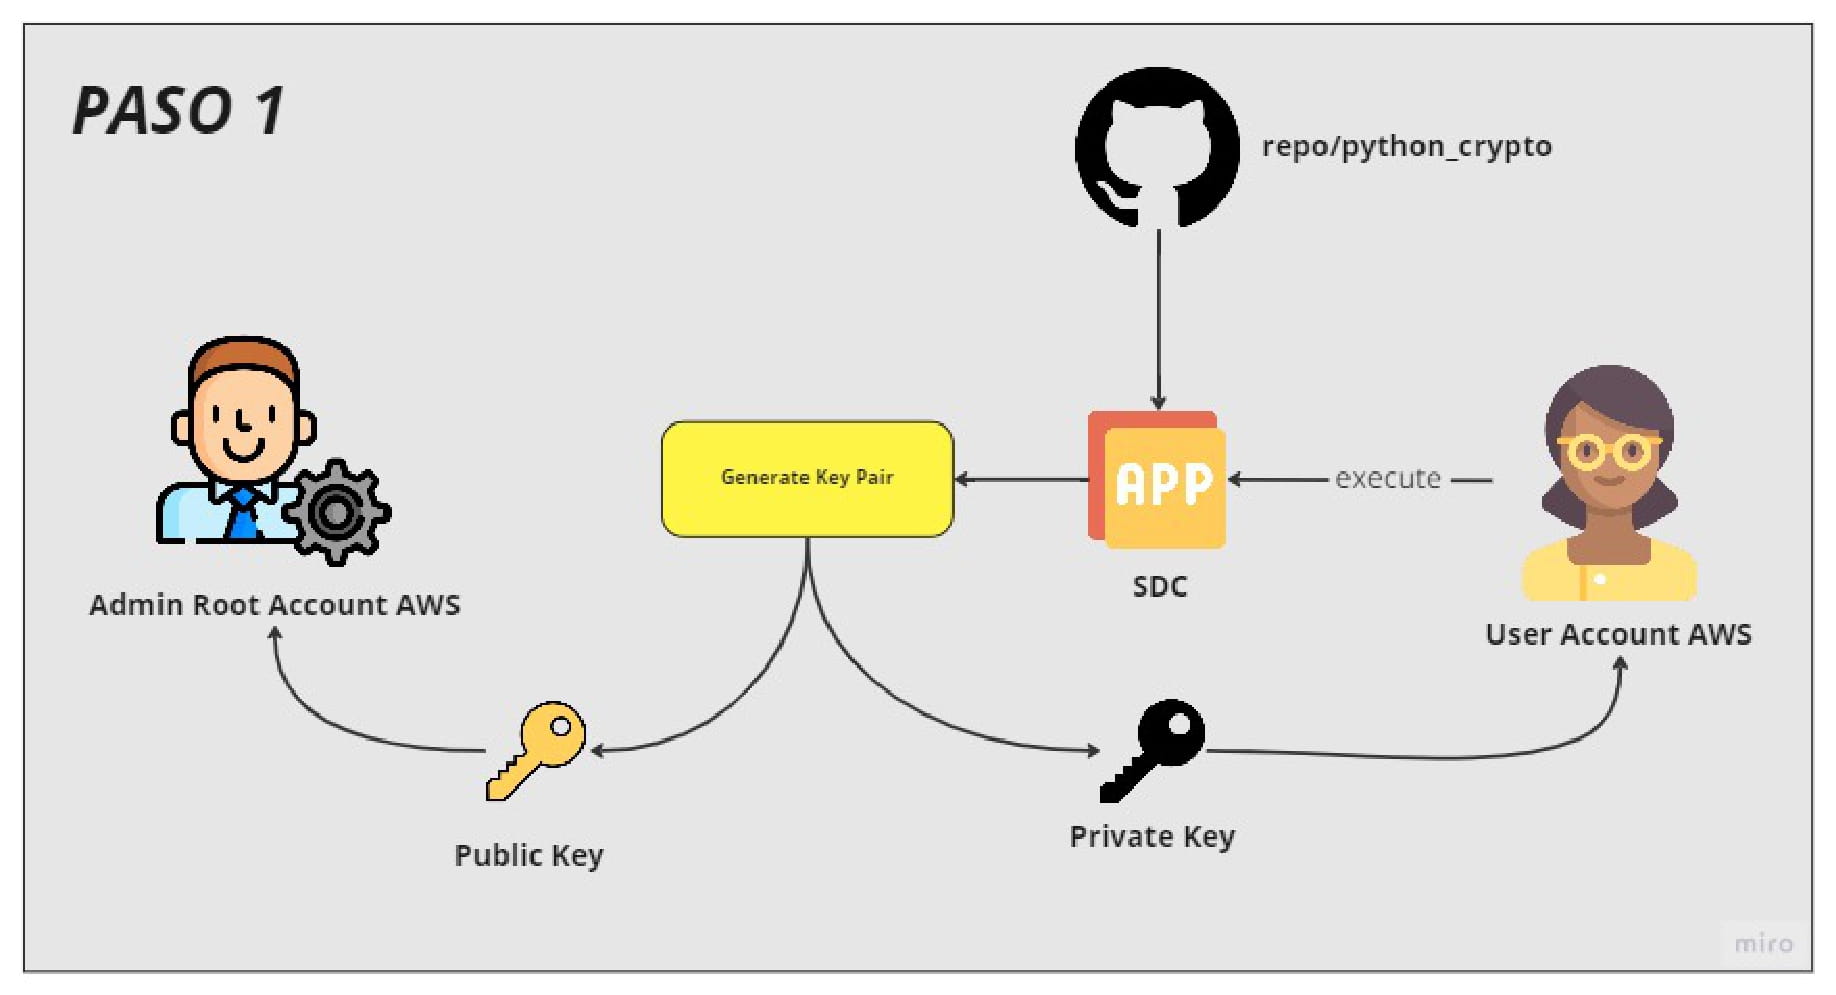 PASO 1
repo/python_crypto
Generate Key Pair
APP
execute
SDC
Admin Root Account AWS
User Account AWS
Public Key
Private Key
miro